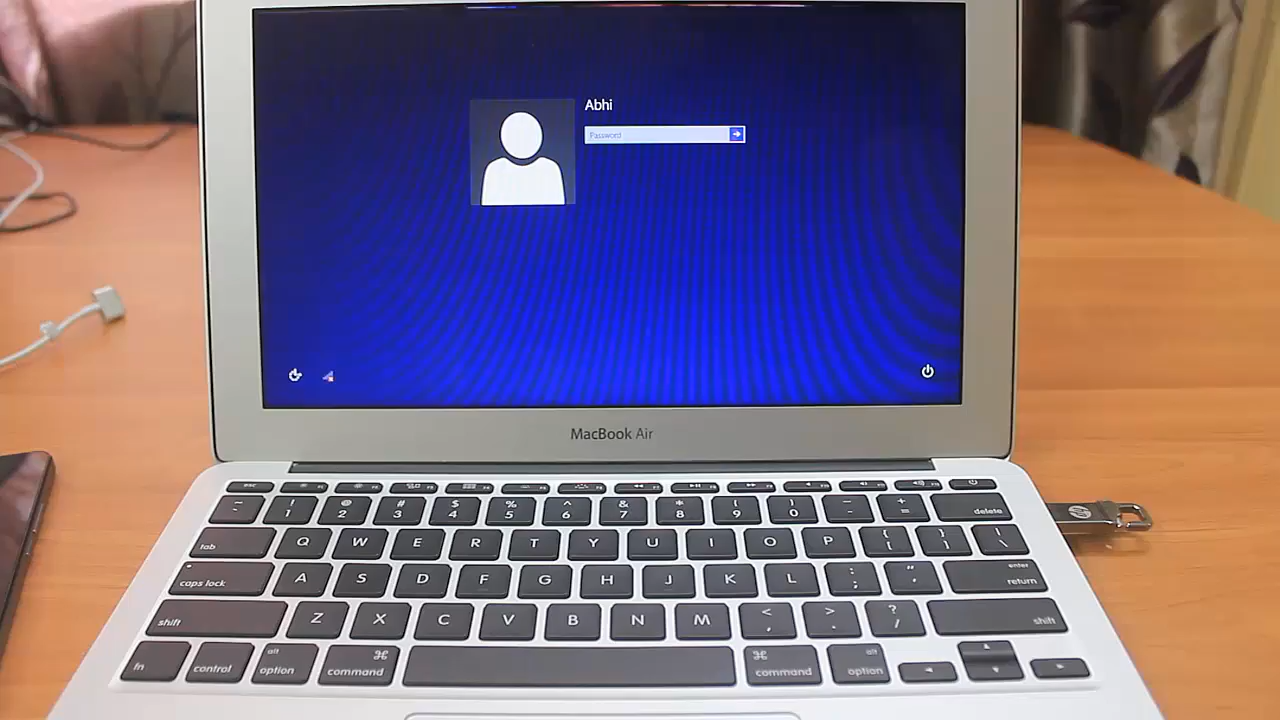 Abhi
Password
MacBook Air
esc
~ 1 @ 2 # 3 $ 4 % 5 ^ 6 & 7 * 8 ( 9 ) 0 - + = delete
tab Q W E R T Y U I O P { [ } ] | \
caps lock A S D F G H J K L : ; " ' enter return
shift Z X C V B N M < , > . ? / shift
fn control alt option ⌘ command ⌘ command alt option
hp